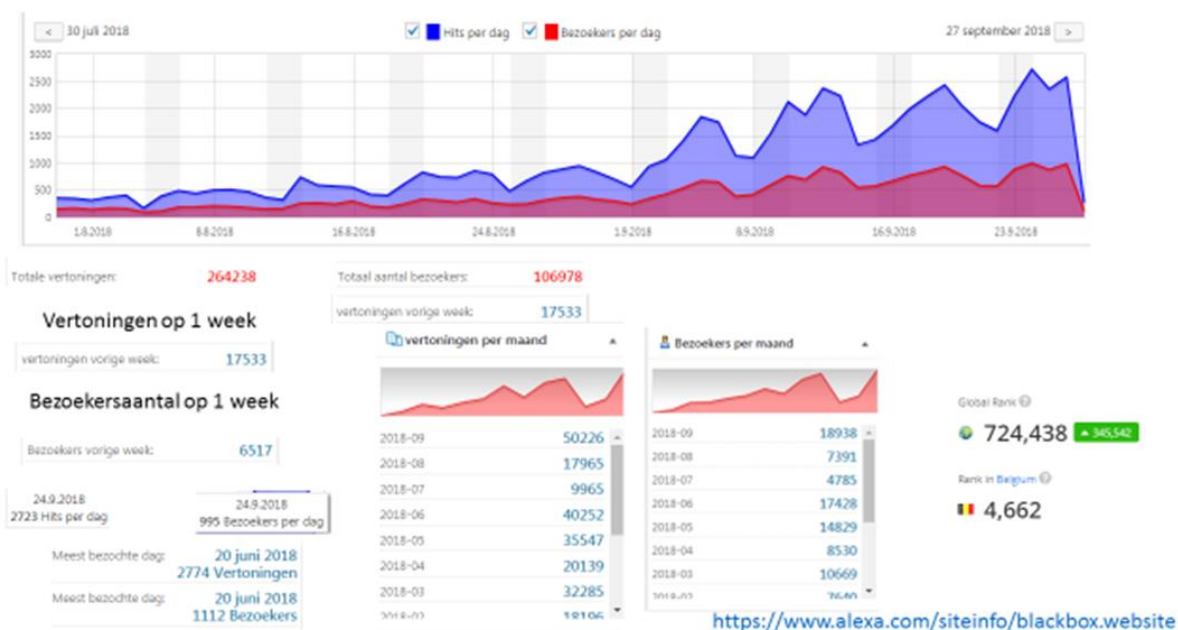 < 30 juli 2018
Hits per dag Bezoekers per dag
27 september 2018 >
3000
2500
2000
1500
1000
500
0
1.8.2018 8.8.2018 16.8.2018 24.8.2018 1.9.2018 8.9.2018 16.9.2018 23.9.2018
Totale vertoningen: 264238
Totaal aantal bezoekers: 106978
vertoningen vorige week: 17533
Vertoningen op 1 week
vertoningen vorige week: 17533
Bezoekersaantal op 1 week
Bezoekers vorige week: 6517
24.9.2018
2723 Hits per dag
24.9.2018
995 Bezoekers per dag
Meest bezochte dag: 20 juni 2018
2774 Vertoningen
Meest bezochte dag: 20 juni 2018
1112 Bezoekers
vertoningen per maand
2018-09 50226
2018-08 17965
2018-07 9965
2018-06 40252
2018-05 35547
2018-04 20139
2018-03 32285
2018-02 18196
Bezoekers per maand
2018-09 18938
2018-08 7391
2018-07 4785
2018-06 17428
2018-05 14829
2018-04 8530
2018-03 10669
2018-02 7640
Global Rank
724,438 345,542
Rank in Belgium
4,662
https://www.alexa.com/siteinfo/blackbox.website